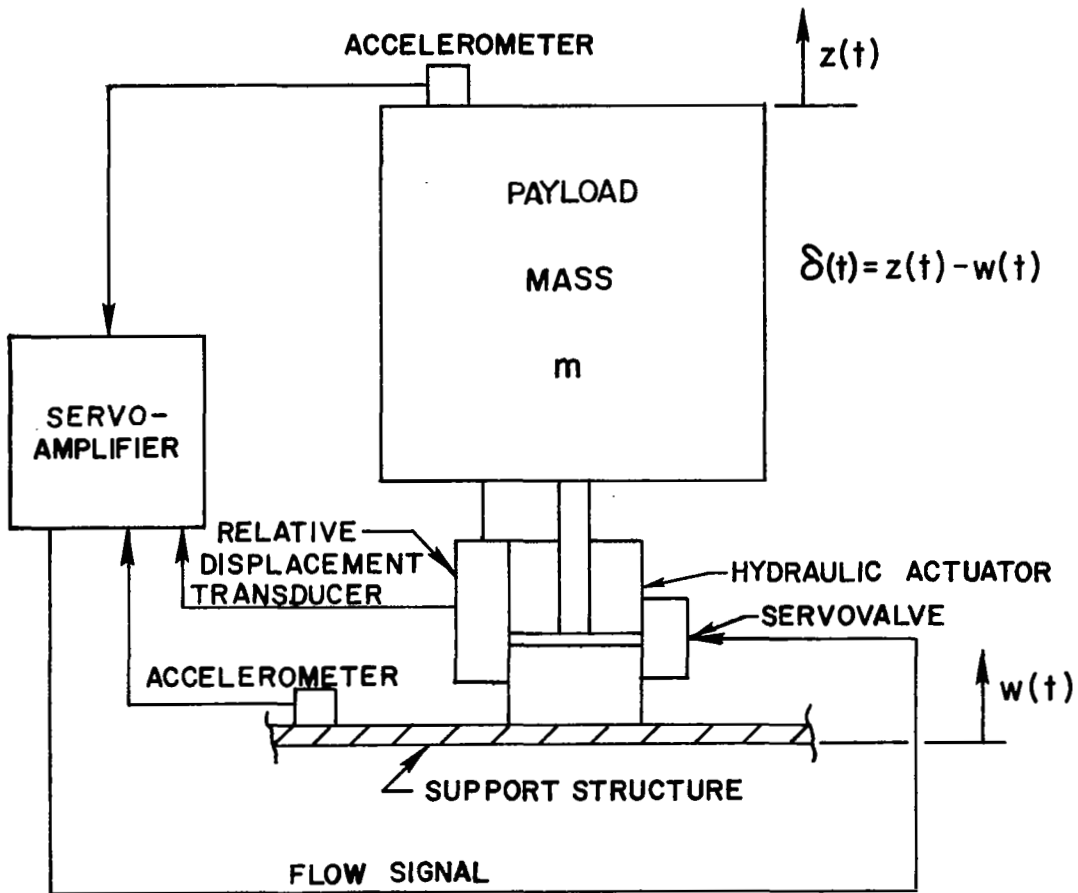 ACCELEROMETER
z(t)
PAYLOAD
MASS
m
δ(t) = z(t) - w(t)
SERVO-
AMPLIFIER
RELATIVE
DISPLACEMENT
TRANSDUCER
HYDRAULIC ACTUATOR
SERVOVALVE
ACCELEROMETER
w(t)
SUPPORT STRUCTURE
FLOW SIGNAL